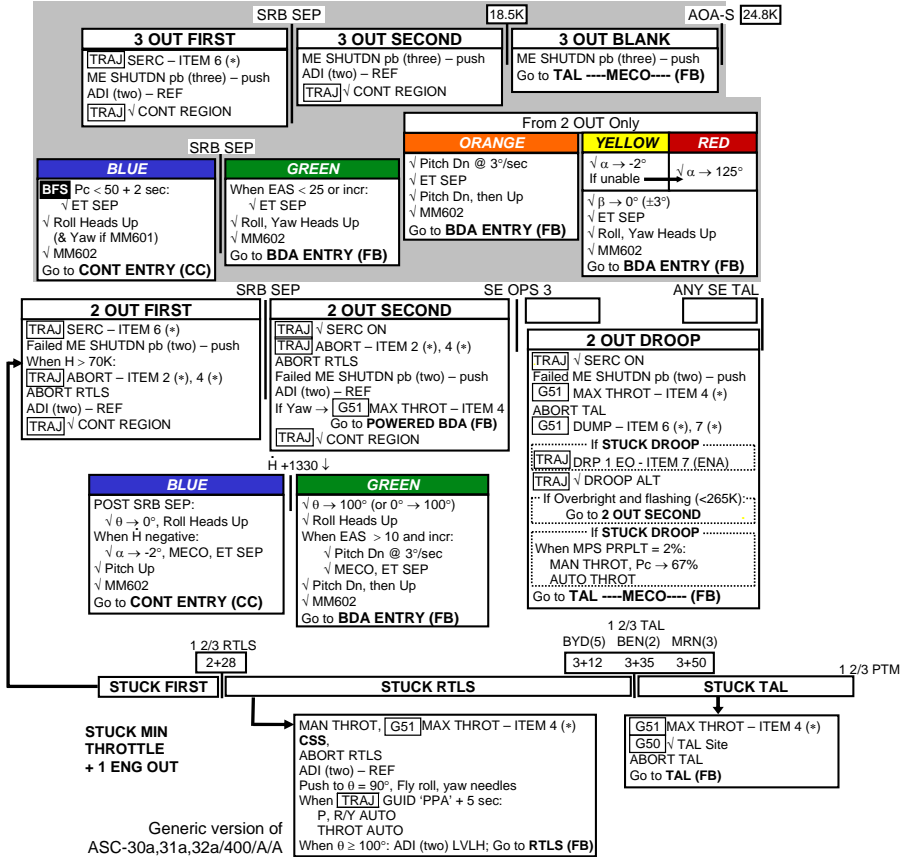 SRB SEP
18.5K
AOA-S 24.8K
3 OUT FIRST
TRAJ SERC – ITEM 6 (∗)
ME SHUTDN pb (three) – push
ADI (two) – REF
TRAJ √ CONT REGION
3 OUT SECOND
ME SHUTDN pb (three) – push
ADI (two) – REF
TRAJ √ CONT REGION
3 OUT BLANK
ME SHUTDN pb (three) – push
Go to TAL ----MECO---- (FB)
SRB SEP
BLUE
BFS Pc < 50 + 2 sec:
√ ET SEP
√ Roll Heads Up
(& Yaw if MM601)
√ MM602
Go to CONT ENTRY (CC)
GREEN
When EAS < 25 or incr:
√ ET SEP
√ Roll, Yaw Heads Up
√ MM602
Go to BDA ENTRY (FB)
From 2 OUT Only
ORANGE
√ Pitch Dn @ 3°/sec
√ ET SEP
√ Pitch Dn, then Up
√ MM602
Go to BDA ENTRY (FB)
YELLOW
RED
√ α → -2°
If unable
√ α → 125°
√ β → 0° (±3°)
√ ET SEP
√ Roll, Yaw Heads Up
√ MM602
Go to BDA ENTRY (FB)
SRB SEP
SE OPS 3
ANY SE TAL
2 OUT FIRST
TRAJ SERC – ITEM 6 (∗)
Failed ME SHUTDN pb (two) – push
When H > 70K:
TRAJ ABORT – ITEM 2 (∗), 4 (∗)
ABORT RTLS
ADI (two) – REF
TRAJ √ CONT REGION
2 OUT SECOND
TRAJ √ SERC ON
TRAJ ABORT – ITEM 2 (∗), 4 (∗)
ABORT RTLS
Failed ME SHUTDN pb (two) – push
ADI (two) – REF
If Yaw → G51 MAX THROT – ITEM 4
Go to POWERED BDA (FB)
TRAJ √ CONT REGION
2 OUT DROOP
TRAJ √ SERC ON
Failed ME SHUTDN pb (two) – push
G51 MAX THROT – ITEM 4 (∗)
ABORT TAL
G51 DUMP – ITEM 6 (∗), 7 (∗)
If STUCK DROOP
TRAJ DRP 1 EO - ITEM 7 (ENA)
TRAJ √ DROOP ALT
If Overbright and flashing (<265K):
Go to 2 OUT SECOND
If STUCK DROOP
When MPS PRPLT = 2%:
MAN THROT, Pc → 67%
AUTO THROT
Go to TAL ----MECO---- (FB)
Ḣ +1330 ↓
BLUE
POST SRB SEP:
√ θ → 0°, Roll Heads Up
When Ḣ negative:
√ α → -2°, MECO, ET SEP
√ Pitch Up
√ MM602
Go to CONT ENTRY (CC)
GREEN
√ θ → 100° (or 0° → 100°)
√ Roll Heads Up
When EAS > 10 and incr:
√ Pitch Dn @ 3°/sec
√ MECO, ET SEP
√ Pitch Dn, then Up
√ MM602
Go to BDA ENTRY (FB)
1 2/3 RTLS
2+28
1 2/3 TAL
BYD(5) BEN(2) MRN(3)
3+12 3+35 3+50
1 2/3 PTM
STUCK FIRST
STUCK RTLS
STUCK TAL
STUCK MIN
THROTTLE
+ 1 ENG OUT
MAN THROT, G51 MAX THROT – ITEM 4 (∗)
CSS,
ABORT RTLS
ADI (two) – REF
Push to θ = 90°, Fly roll, yaw needles
When TRAJ GUID 'PPA' + 5 sec:
P, R/Y AUTO
THROT AUTO
When θ ≥ 100°: ADI (two) LVLH; Go to RTLS (FB)
G51 MAX THROT – ITEM 4 (∗)
G50 √ TAL Site
ABORT TAL
Go to TAL (FB)
Generic version of
ASC-30a,31a,32a/400/A/A